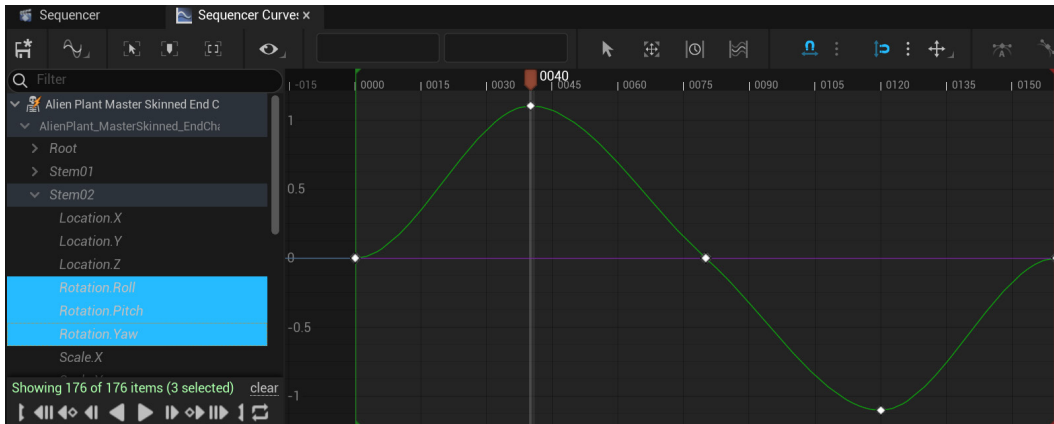 Sequencer
Sequencer Curves
Filter
0040
-015 0000 0015 0030 0045 0060 0075 0090 0105 0120 0135 0150
Alien Plant Master Skinned End C
AlienPlant_MasterSkinned_EndCha
Root
Stem01
Stem02
Location.X
Location.Y
Location.Z
Rotation.Roll
Rotation.Pitch
Rotation.Yaw
Scale.X
1
0.5
0
-0.5
-1
Showing 176 of 176 items (3 selected) clear